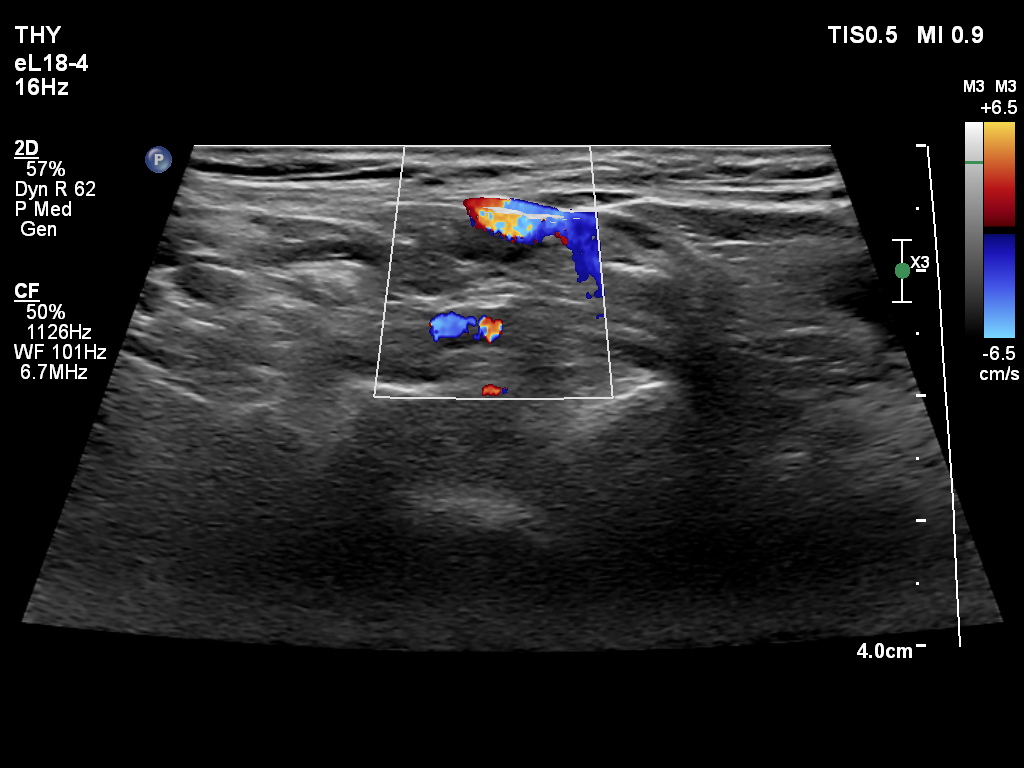 THY
eL18-4
16Hz
TIS0.5 MI 0.9
M3 M3
+6.5
2D
57%
Dyn R 62
P Med
Gen
P
CF
50%
1126Hz
WF 101Hz
6.7MHz
X3
-6.5
cm/s
4.0cm